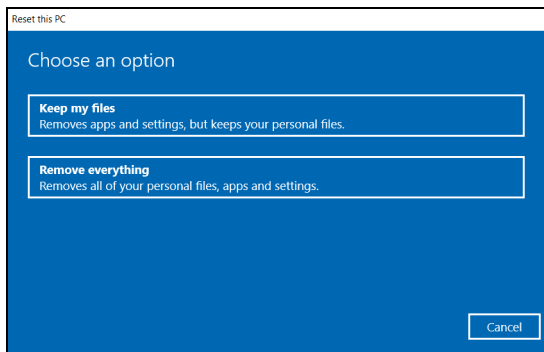 Reset this PC
Choose an option
Keep my files
Removes apps and settings, but keeps your personal files.
Remove everything
Removes all of your personal files, apps and settings.
Cancel